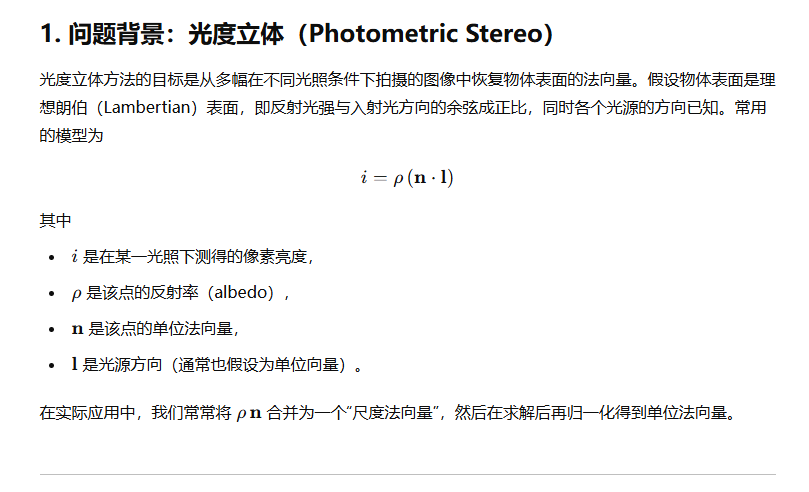 1. 问题背景：光度立体（Photometric Stereo）
光度立体方法的目标是从多幅在不同光照条件下拍摄的图像中恢复物体表面的法向量。假设物体表面是理
想朗伯（Lambertian）表面，即反射光强与入射光方向的余弦成正比，同时各个光源的方向已知。常用
的模型为
i = ρ (n · l)
其中
• i 是在某一光照下测得的像素亮度，
• ρ 是该点的反射率（albedo），
• n 是该点的单位法向量，
• l 是光源方向（通常也假设为单位向量）。
在实际应用中，我们常常将 ρ n 合并为一个“尺度法向量”，然后在求解后再归一化得到单位法向量。